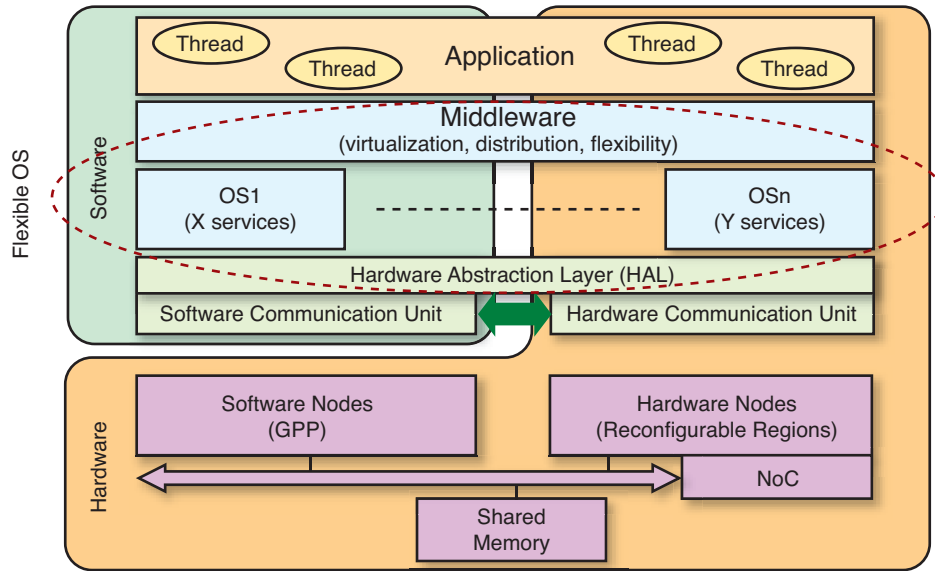 Thread
Thread
Application
Thread
Thread
Middleware
(virtualization, distribution, flexibility)
Flexible OS
Software
OS1
(X services)
OSn
(Y services)
Hardware Abstraction Layer (HAL)
Software Communication Unit
Hardware Communication Unit
Hardware
Software Nodes
(GPP)
Hardware Nodes
(Reconfigurable Regions)
NoC
Shared
Memory